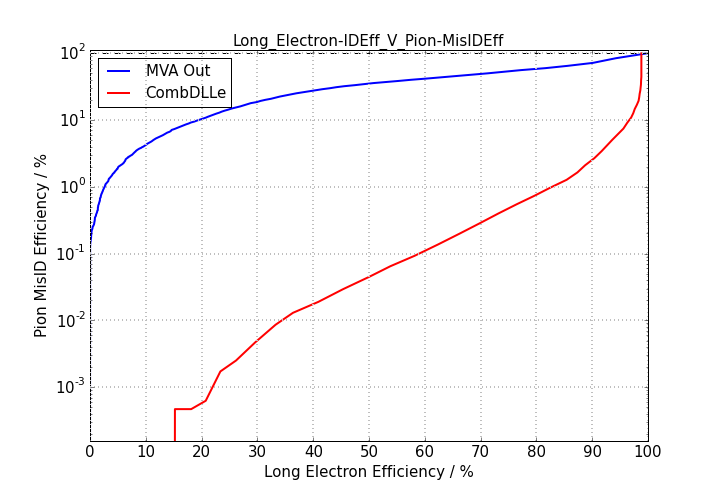 Long_Electron-IDEff_V_Pion-MisIDEff
MVA Out
CombDLLe
10²
10¹
10⁰
10⁻¹
10⁻²
10⁻³
Pion MisID Efficiency / %
0 10 20 30 40 50 60 70 80 90 100
Long Electron Efficiency / %